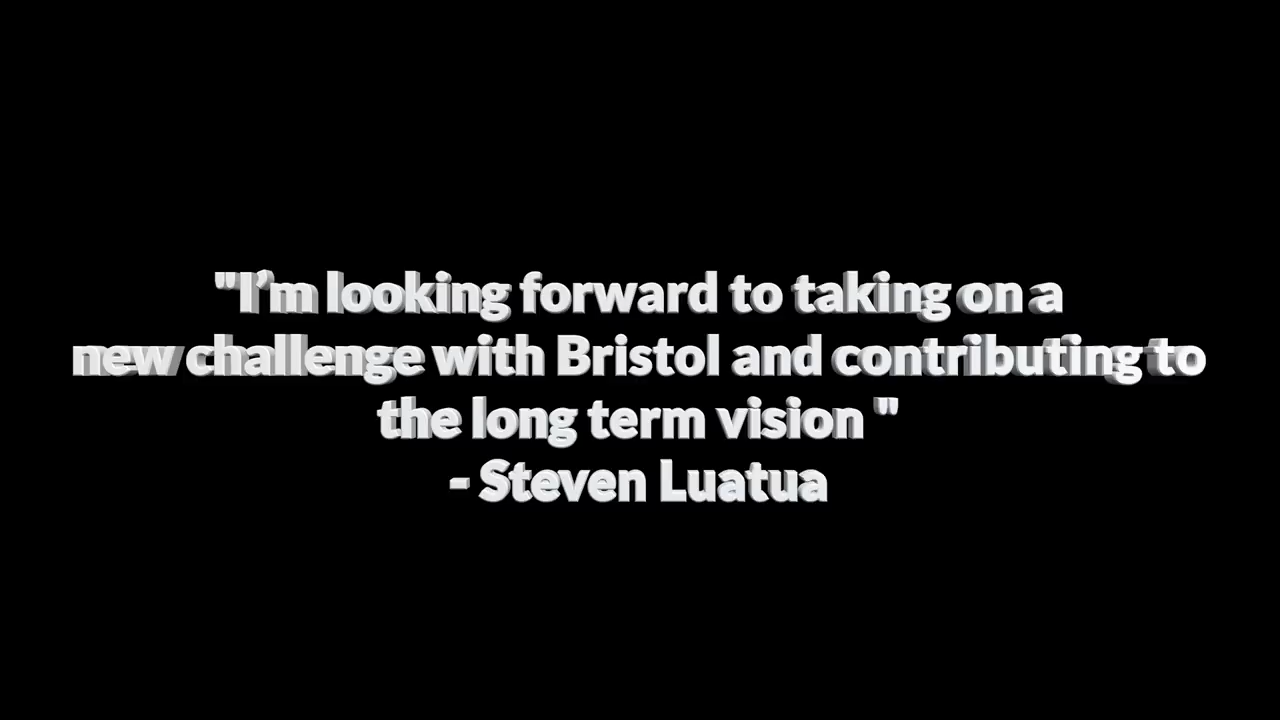 "I’m looking forward to taking on a
new challenge with Bristol and contributing to
the long term vision "
- Steven Luatua